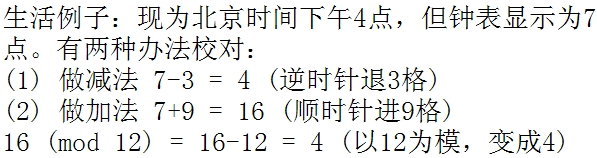 生活例子：现为北京时间下午4点，但钟表显示为7
点。有两种办法校对：
(1) 做减法 7-3 = 4 (逆时针退3格)
(2) 做加法 7+9 = 16 (顺时针进9格)
16 (mod 12) = 16-12 = 4 (以12为模，变成4)